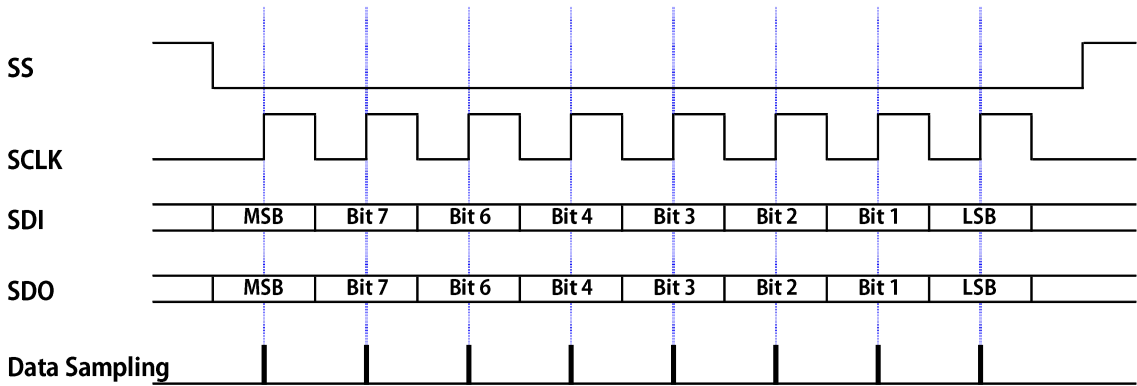 SS
SCLK
SDI MSB Bit 7 Bit 6 Bit 4 Bit 3 Bit 2 Bit 1 LSB
SDO MSB Bit 7 Bit 6 Bit 4 Bit 3 Bit 2 Bit 1 LSB
Data Sampling